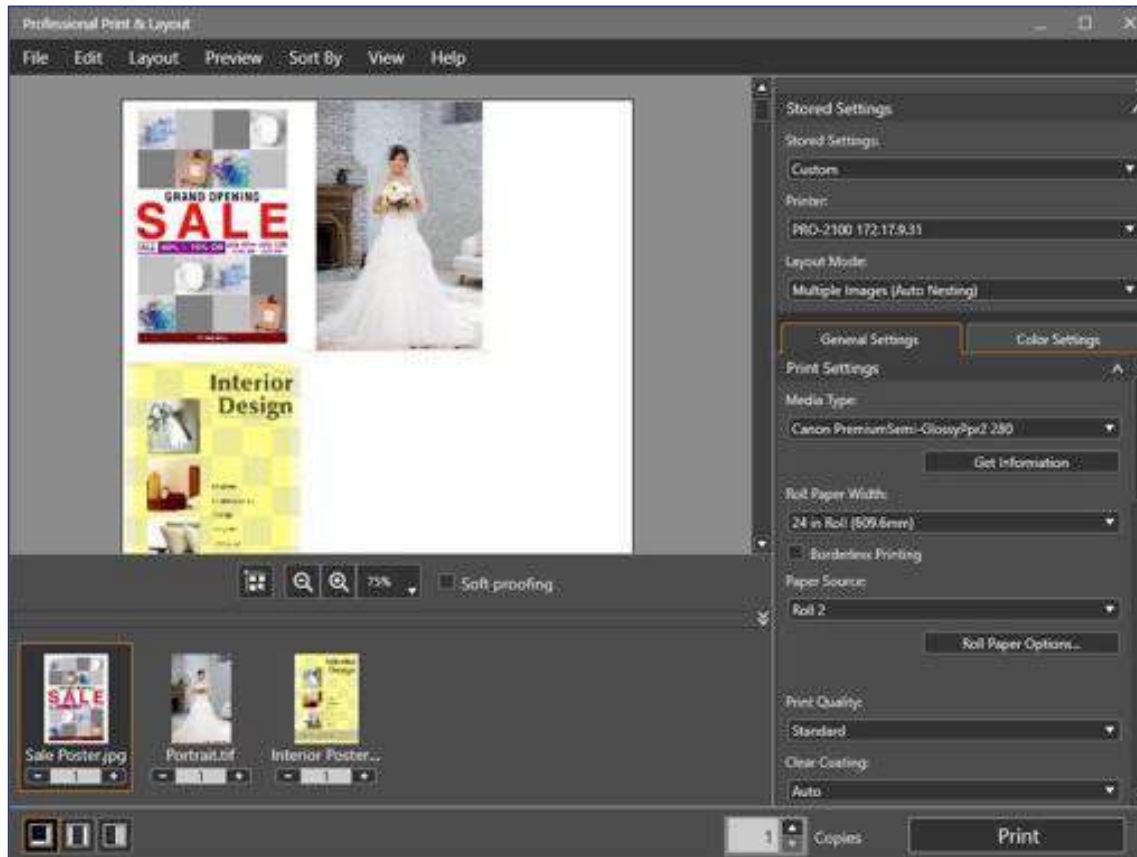 Professional Print & Layout
File Edit Layout Preview Sort By View Help
GRAND OPENING
SALE
ALL
Interior
Design
75%
Soft-proofing
Sale Poster.jpg
Portrait.tif
Interior Poster...
1
1
1
Stored Settings
Stored Settings:
Custom
Printer:
PRO-2100 172.17.9.31
Layout Mode:
Multiple Images (Auto Nesting)
General Settings
Color Settings
Print Settings
Media Type:
Canon PremiumSemi-GlossyPpr2 280
Get Information
Roll Paper Width:
24 in Roll (609.6mm)
Borderless Printing
Paper Source:
Roll 2
Roll Paper Options...
Print Quality:
Standard
Clear Coating:
Auto
1 Copies
Print